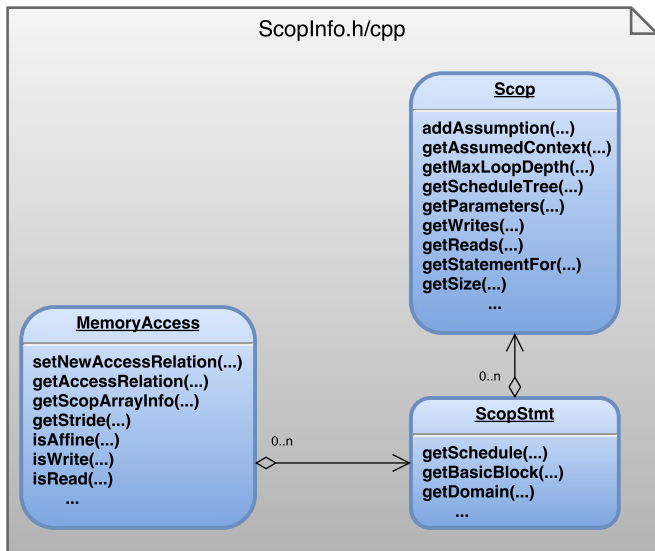 ScopInfo.h/cpp
Scop
addAssumption(...)
getAssumedContext(...)
getMaxLoopDepth(...)
getScheduleTree(...)
getParameters(...)
getWrites(...)
getReads(...)
getStatementFor(...)
getSize(...)
...
MemoryAccess
setNewAccessRelation(...)
getAccessRelation(...)
getScopArrayInfo(...)
getStride(...)
isAffine(...)
isWrite(...)
isRead(...)
...
0..n
0..n
ScopStmt
getSchedule(...)
getBasicBlock(...)
getDomain(...)
...